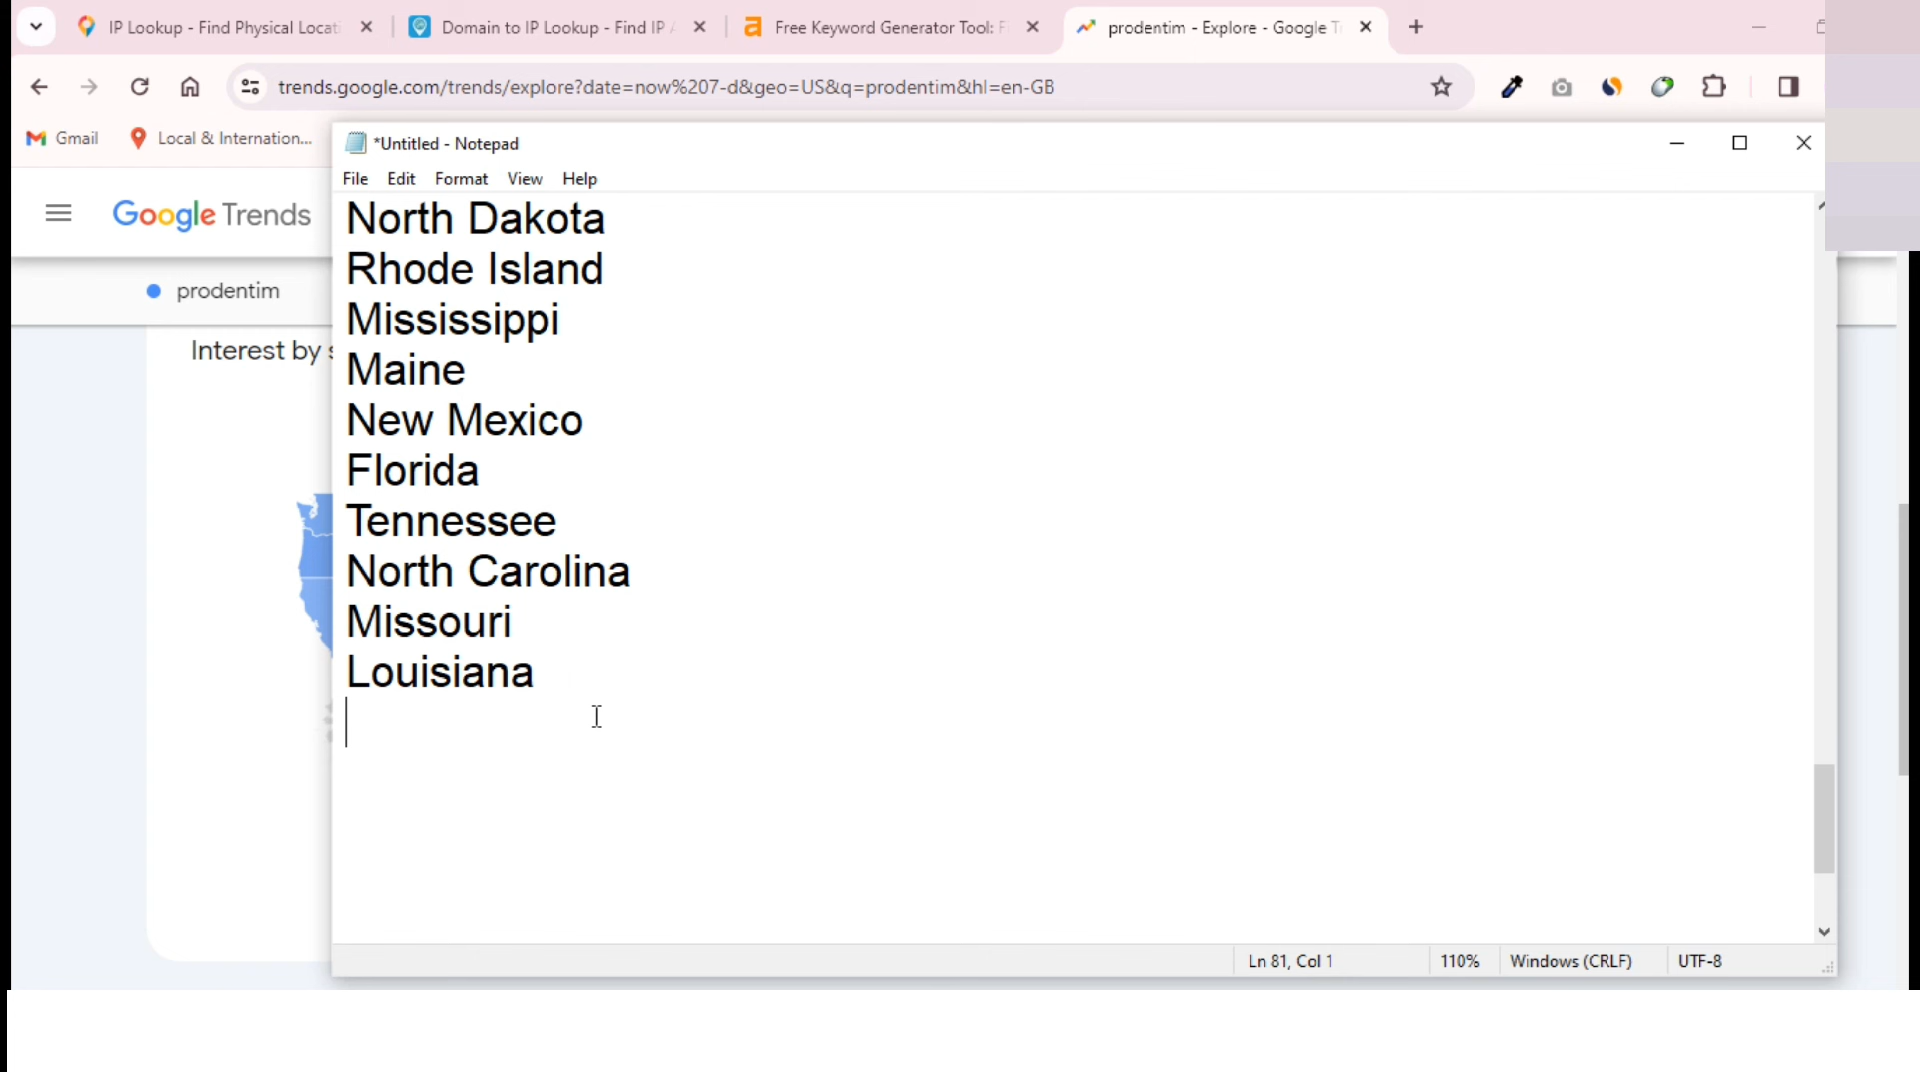 IP Lookup - Find Physical Locati
Domain to IP Lookup - Find IP
Free Keyword Generator Tool: F
prodentim - Explore - Google Tr
trends.google.com/trends/explore?date=now%207-d&geo=US&q=prodentim&hl=en-GB
Gmail
Local & Internation...
*Untitled - Notepad
File Edit Format View Help
Google Trends
prodentim
Interest by s
North Dakota
Rhode Island
Mississippi
Maine
New Mexico
Florida
Tennessee
North Carolina
Missouri
Louisiana
Ln 81, Col 1
110%
Windows (CRLF)
UTF-8